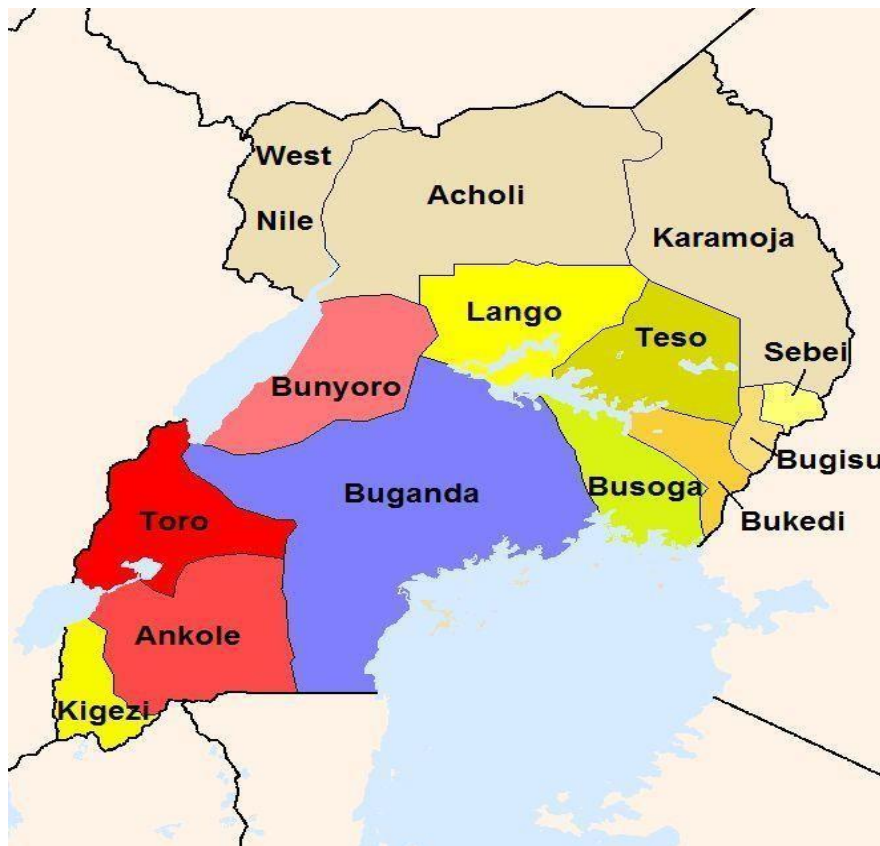 West
Nile
Acholi
Karamoja
Lango
Teso
Sebei
Bunyoro
Bugisu
Buganda
Busoga
Toro
Bukedi
Ankole
Kigezi